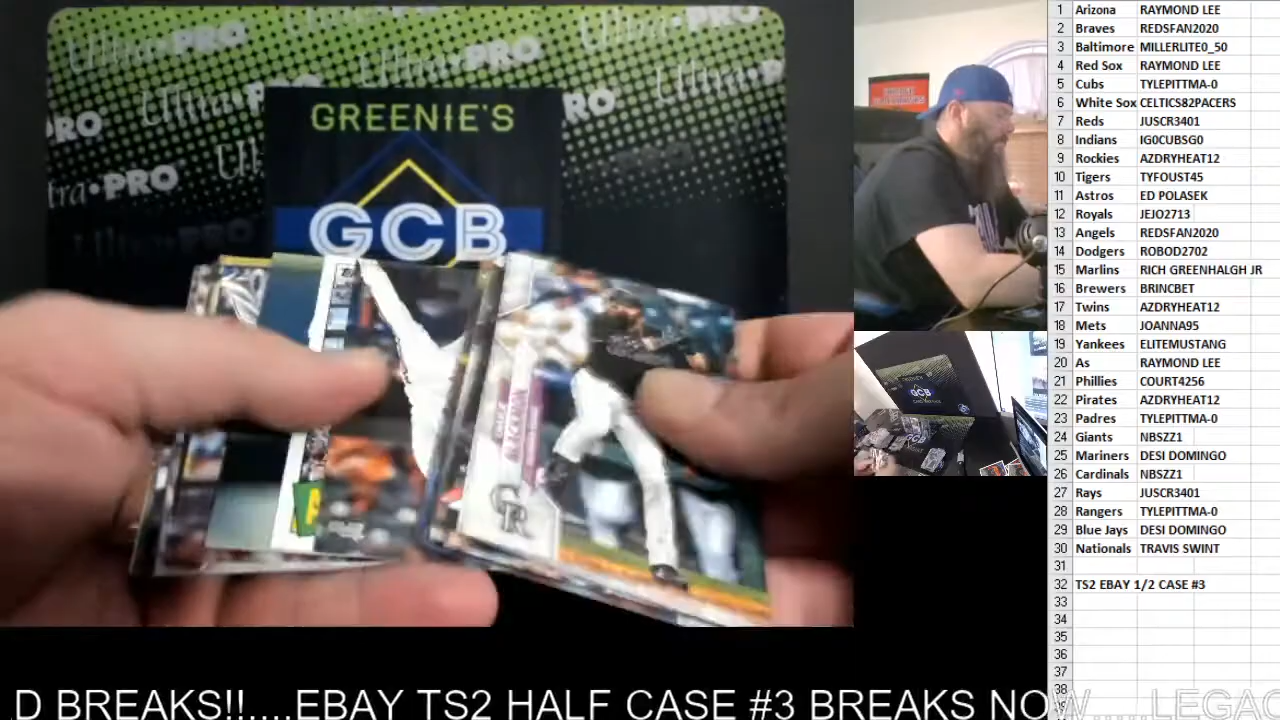 Ultra•PRO
GREENIE'S
GCB
CR
GCB
1 Arizona RAYMOND LEE
2 Braves REDSFAN2020
3 Baltimore MILLERLITE0_50
4 Red Sox RAYMOND LEE
5 Cubs TYLEPITTMA-0
6 White Sox CELTICS82PACERS
7 Reds JUSCR3401
8 Indians IG0CUBSG0
9 Rockies AZDRYHEAT12
10 Tigers TYFOUST45
11 Astros ED POLASEK
12 Royals JEJO2713
13 Angels REDSFAN2020
14 Dodgers ROBOD2702
15 Marlins RICH GREENHALGH JR
16 Brewers BRINCBET
17 Twins AZDRYHEAT12
18 Mets JOANNA95
19 Yankees ELITEMUSTANG
20 As RAYMOND LEE
21 Phillies COURT4256
22 Pirates AZDRYHEAT12
23 Padres TYLEPITTMA-0
24 Giants NBSZZ1
25 Mariners DESI DOMINGO
26 Cardinals NBSZZ1
27 Rays JUSCR3401
28 Rangers TYLEPITTMA-0
29 Blue Jays DESI DOMINGO
30 Nationals TRAVIS SWINT
31
32 TS2 EBAY 1/2 CASE #3
33
34
35
36
37
38
D BREAKS!!....EBAY TS2 HALF CASE #3 BREAKS NOW.....LEGAC